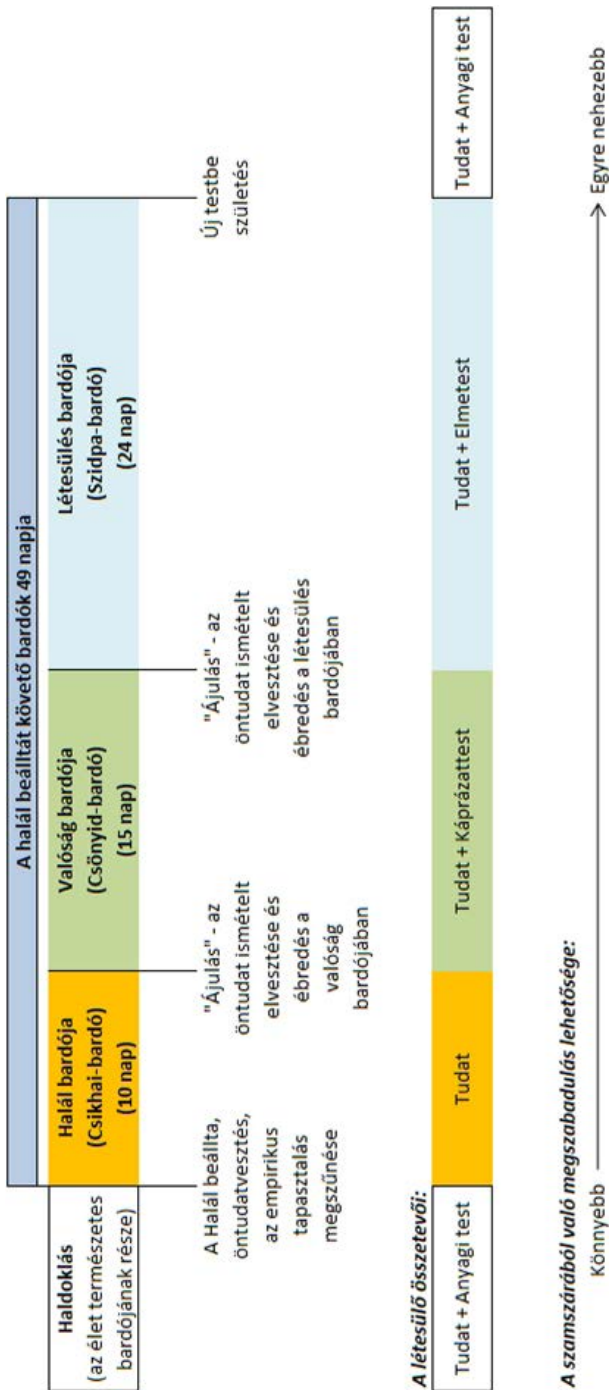 A halál beálltát követő bardók 49 napja
Haldoklás
(az élet természetes
bardójának része)
Halál bardója
(Csikhai-bardó)
(10 nap)
Valóság bardója
(Csönyid-bardó)
(15 nap)
Létesülés bardója
(Szidpa-bardó)
(24 nap)
A Halál beállta,
öntudatvesztés,
az empirikus
tapasztalás
megszűnése
"Ájulás" - az
öntudat ismételt
elvesztése és
ébredés a
valóság
bardójában
"Ájulás" - az
öntudat ismételt
elvesztése és
ébredés a létesülés
bardójában
Új testbe
születés
A létesülő összetevői:
Tudat + Anyagi test
Tudat
Tudat + Káprázattest
Tudat + Elmetest
Tudat + Anyagi test
A szamszárából való megszabadulás lehetősége:
Könnyebb
Egyre nehezebb